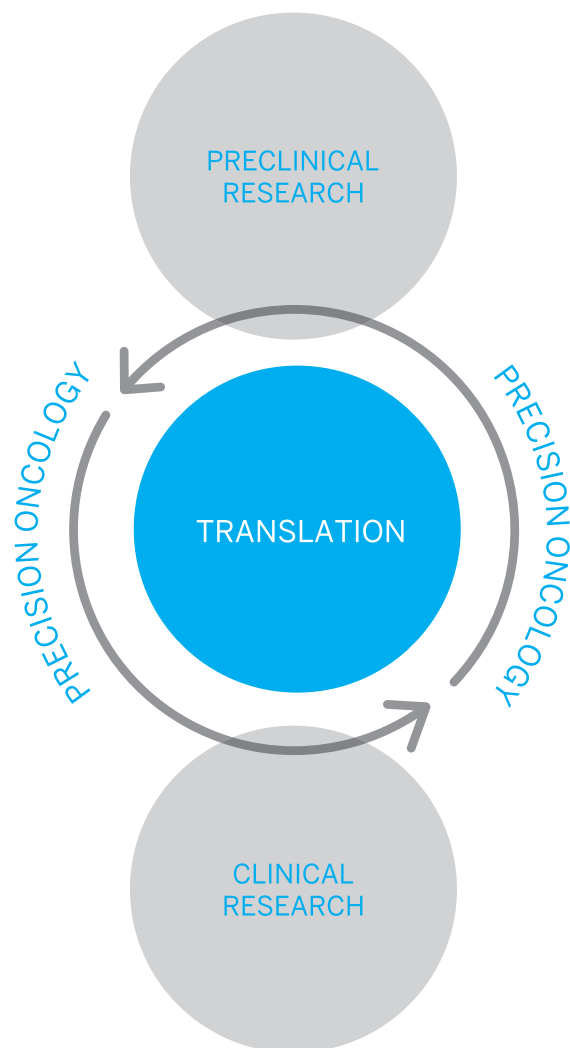 PRECLINICAL
RESEARCH
PRECISION ONCOLOGY
TRANSLATION
PRECISION ONCOLOGY
CLINICAL
RESEARCH